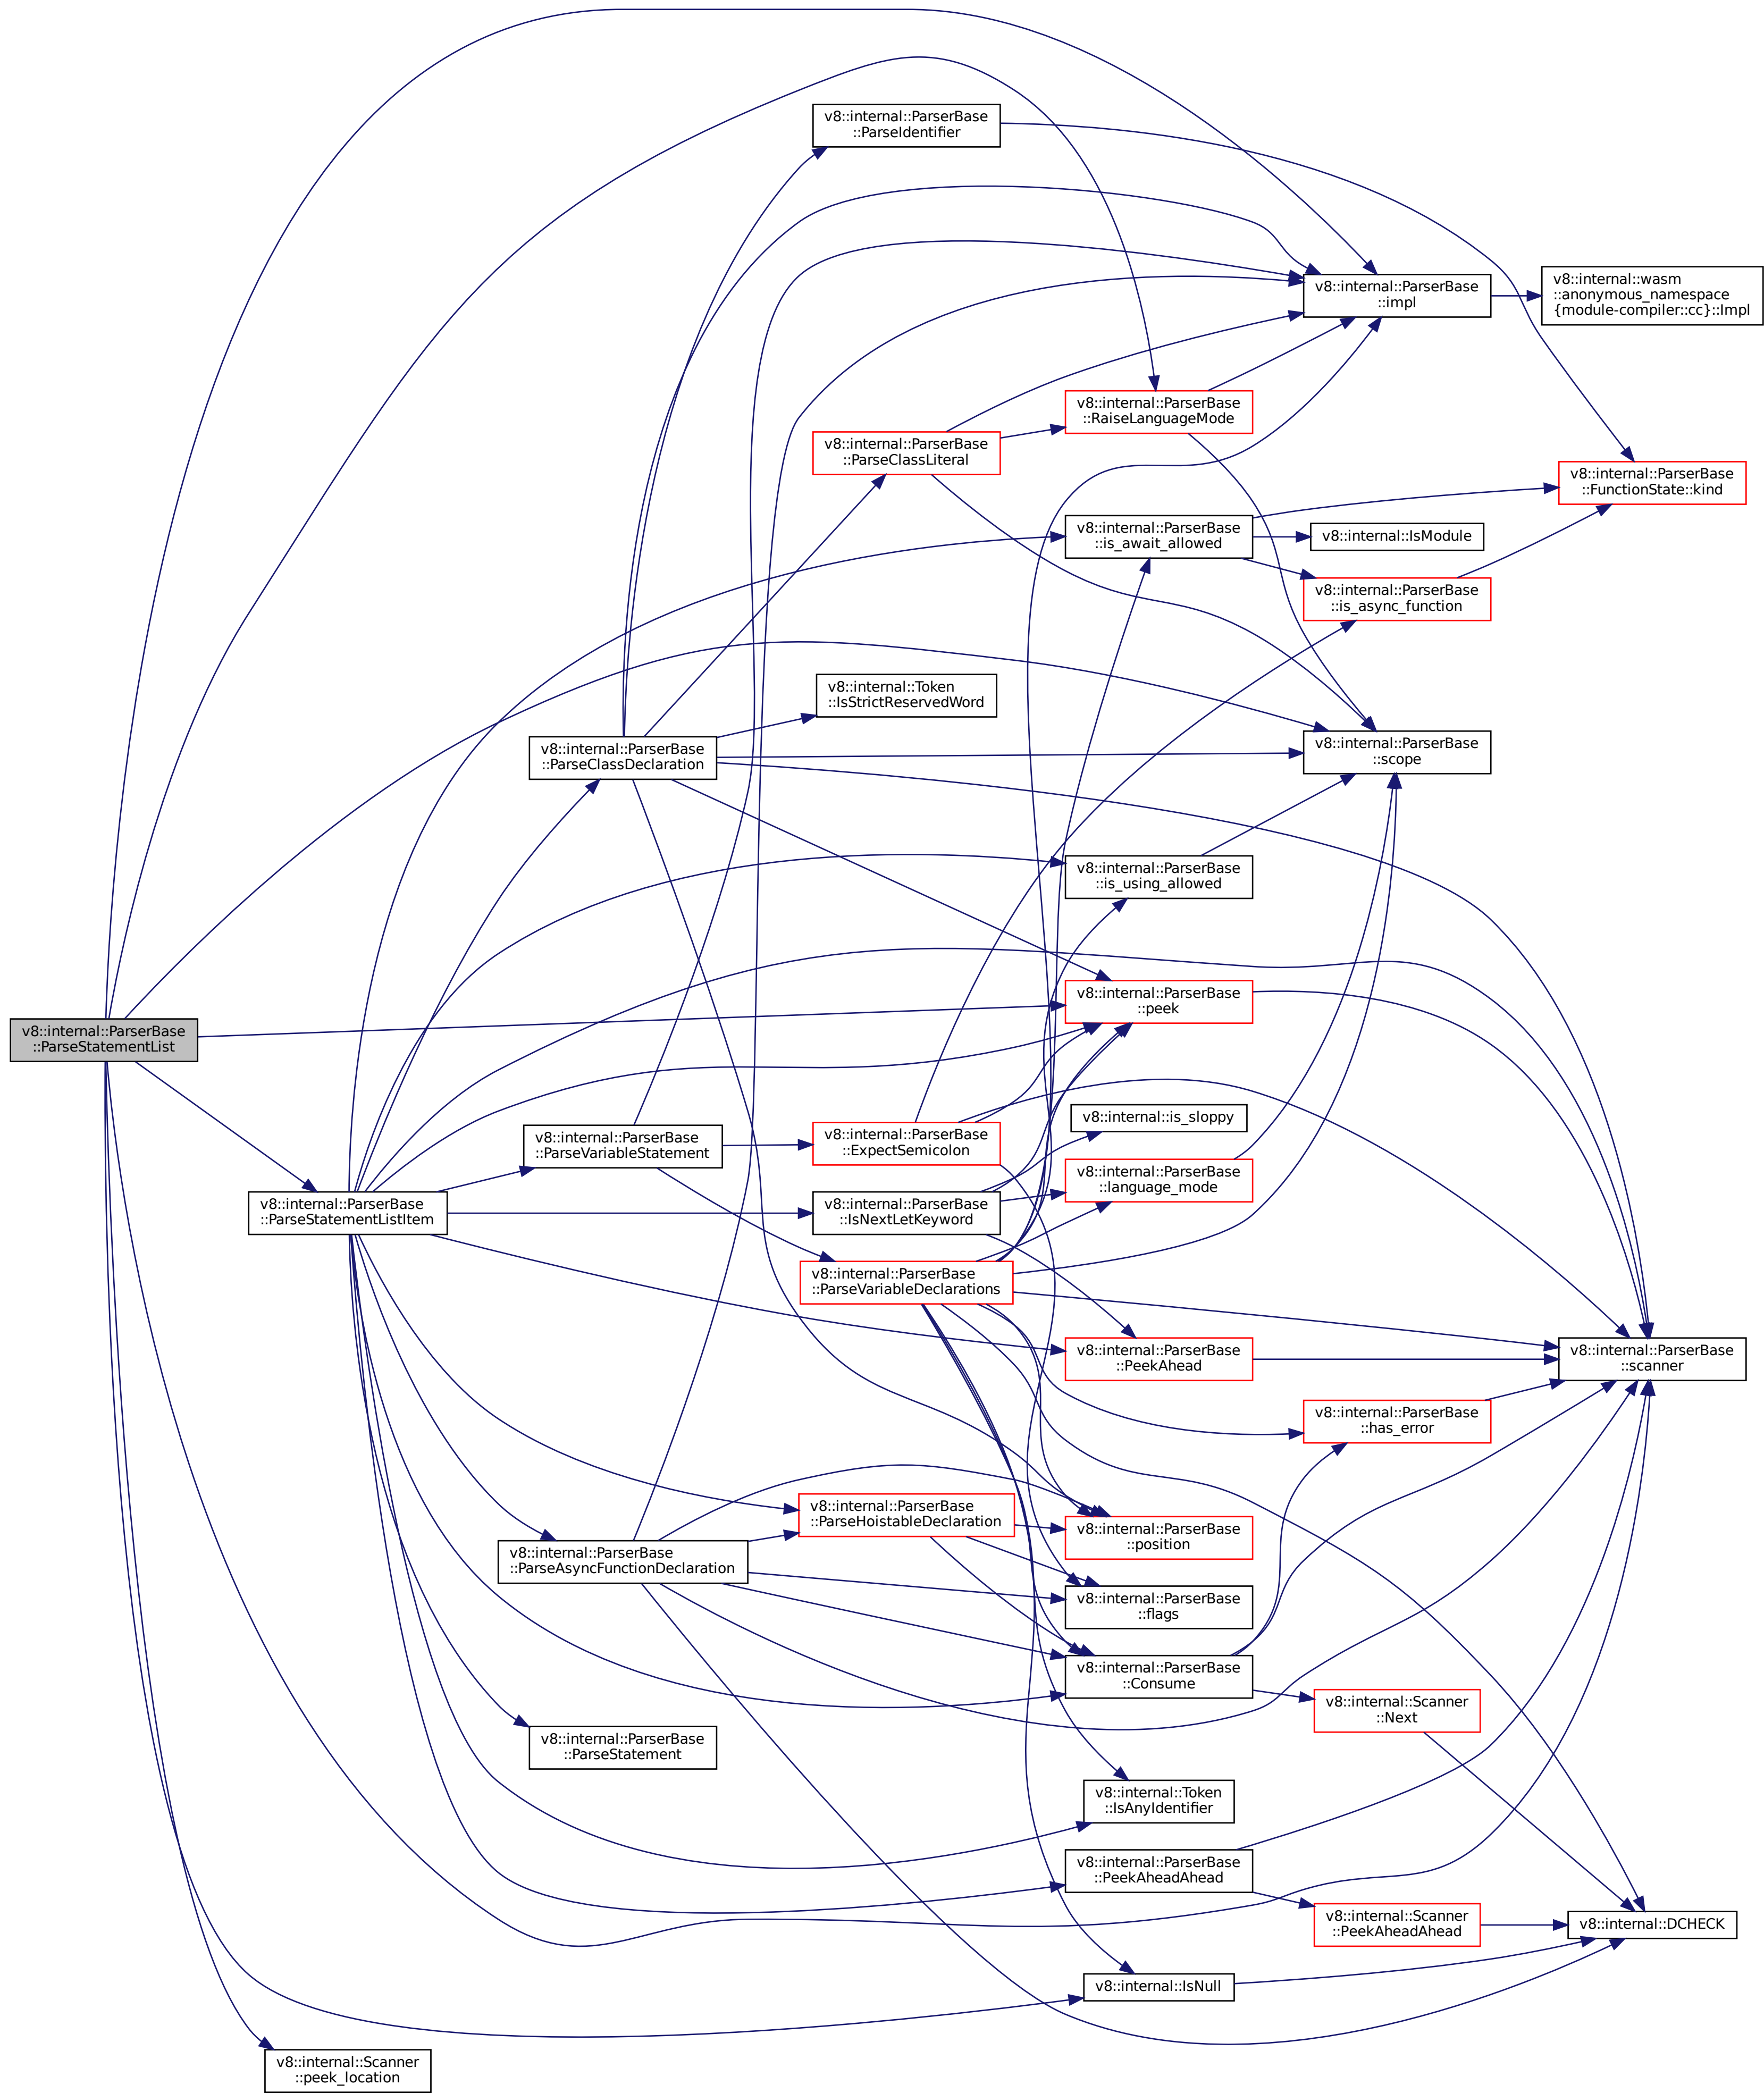 v8::internal::ParserBase
::ParseStatementList
v8::internal::ParserBase
::ParseStatementListItem
v8::internal::Scanner
::peek_location
v8::internal::ParserBase
::ParseClassDeclaration
v8::internal::ParserBase
::ParseVariableStatement
v8::internal::ParserBase
::ParseAsyncFunctionDeclaration
v8::internal::ParserBase
::ParseStatement
v8::internal::ParserBase
::ParseIdentifier
v8::internal::ParserBase
::ParseClassLiteral
v8::internal::Token
::IsStrictReservedWord
v8::internal::ParserBase
::ExpectSemicolon
v8::internal::ParserBase
::IsNextLetKeyword
v8::internal::ParserBase
::ParseVariableDeclarations
v8::internal::ParserBase
::ParseHoistableDeclaration
v8::internal::ParserBase
::RaiseLanguageMode
v8::internal::ParserBase
::is_await_allowed
v8::internal::ParserBase
::is_using_allowed
v8::internal::ParserBase
::peek
v8::internal::is_sloppy
v8::internal::ParserBase
::language_mode
v8::internal::ParserBase
::PeekAhead
v8::internal::ParserBase
::position
v8::internal::ParserBase
::flags
v8::internal::ParserBase
::Consume
v8::internal::Token
::IsAnyIdentifier
v8::internal::ParserBase
::PeekAheadAhead
v8::internal::IsNull
v8::internal::ParserBase
::impl
v8::internal::IsModule
v8::internal::ParserBase
::is_async_function
v8::internal::ParserBase
::scope
v8::internal::ParserBase
::has_error
v8::internal::Scanner
::Next
v8::internal::Scanner
::PeekAheadAhead
v8::internal::wasm
::anonymous_namespace
{module-compiler::cc}::Impl
v8::internal::ParserBase
::FunctionState::kind
v8::internal::ParserBase
::scanner
v8::internal::DCHECK